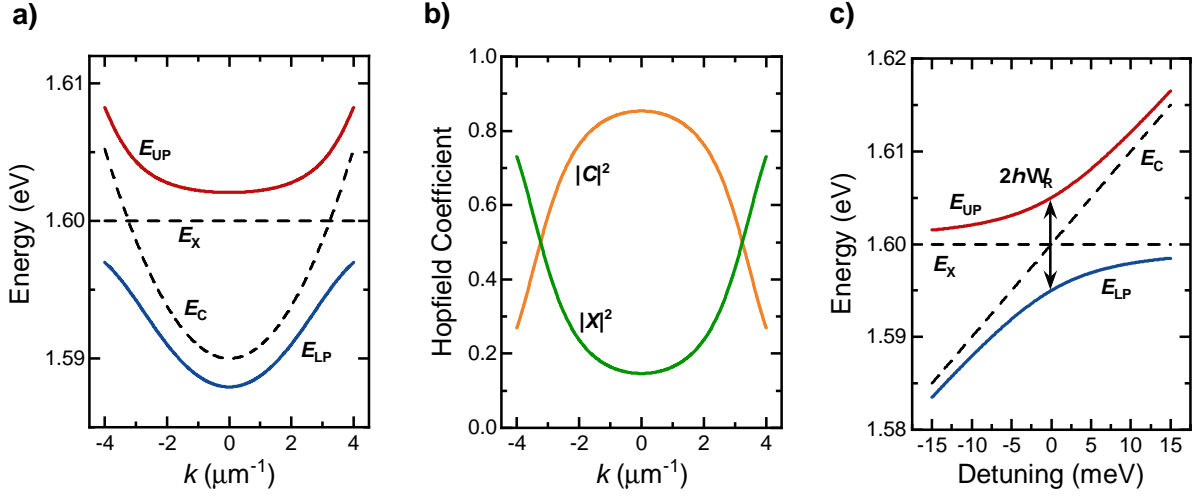 a)
1.61
1.60
1.59
Energy (eV)
E_UP
E_X
E_C
E_LP
-4 -2 0 2 4
k (μm⁻¹)
b)
1.0
0.8
0.6
0.4
0.2
0.0
Hopfield Coefficient
|C|²
|X|²
-4 -2 0 2 4
k (μm⁻¹)
c)
1.62
1.61
1.60
1.59
1.58
Energy (eV)
2hW_R
E_C
E_UP
E_X
E_LP
-15 -10 -5 0 5 10 15
Detuning (meV)